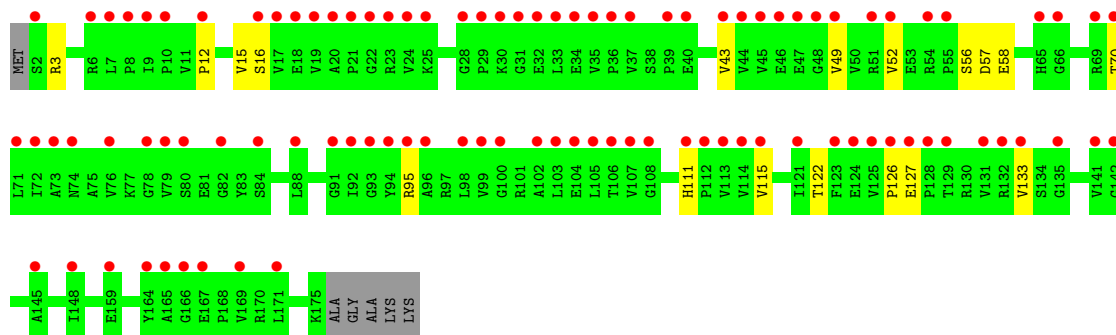 MET S2 R3 R6 L7 P8 I9 P10 V11 P12 V15 S16 V17 E18 V19 A20 P21 G22 R23 V24 K25 G28 P29 K30 G31 E32 L33 E34 V35 P36 V37 S38 P39 E40 V43 V44 V45 E46 E47 G48 V49 V50 R51 V52 E53 R54 P55 S56 D57 E58 H65 G66 R69 T70
L71 I72 A73 N74 A75 V76 K77 G78 V79 S80 E81 G82 Y83 S84 L88 G91 I92 G93 Y94 R95 A96 R97 L98 V99 G100 R101 A102 L103 E104 L105 T106 V107 G108 H111 P112 V113 V114 V115 I121 T122 F123 E124 V125 P126 E127 P128 T129 R130 V131 R132 V133 S134 G135 V141 G142
A145 I148 E159 Y164 A165 G166 E167 P168 V169 R170 L171 K175 ALA GLY ALA LYS LYS